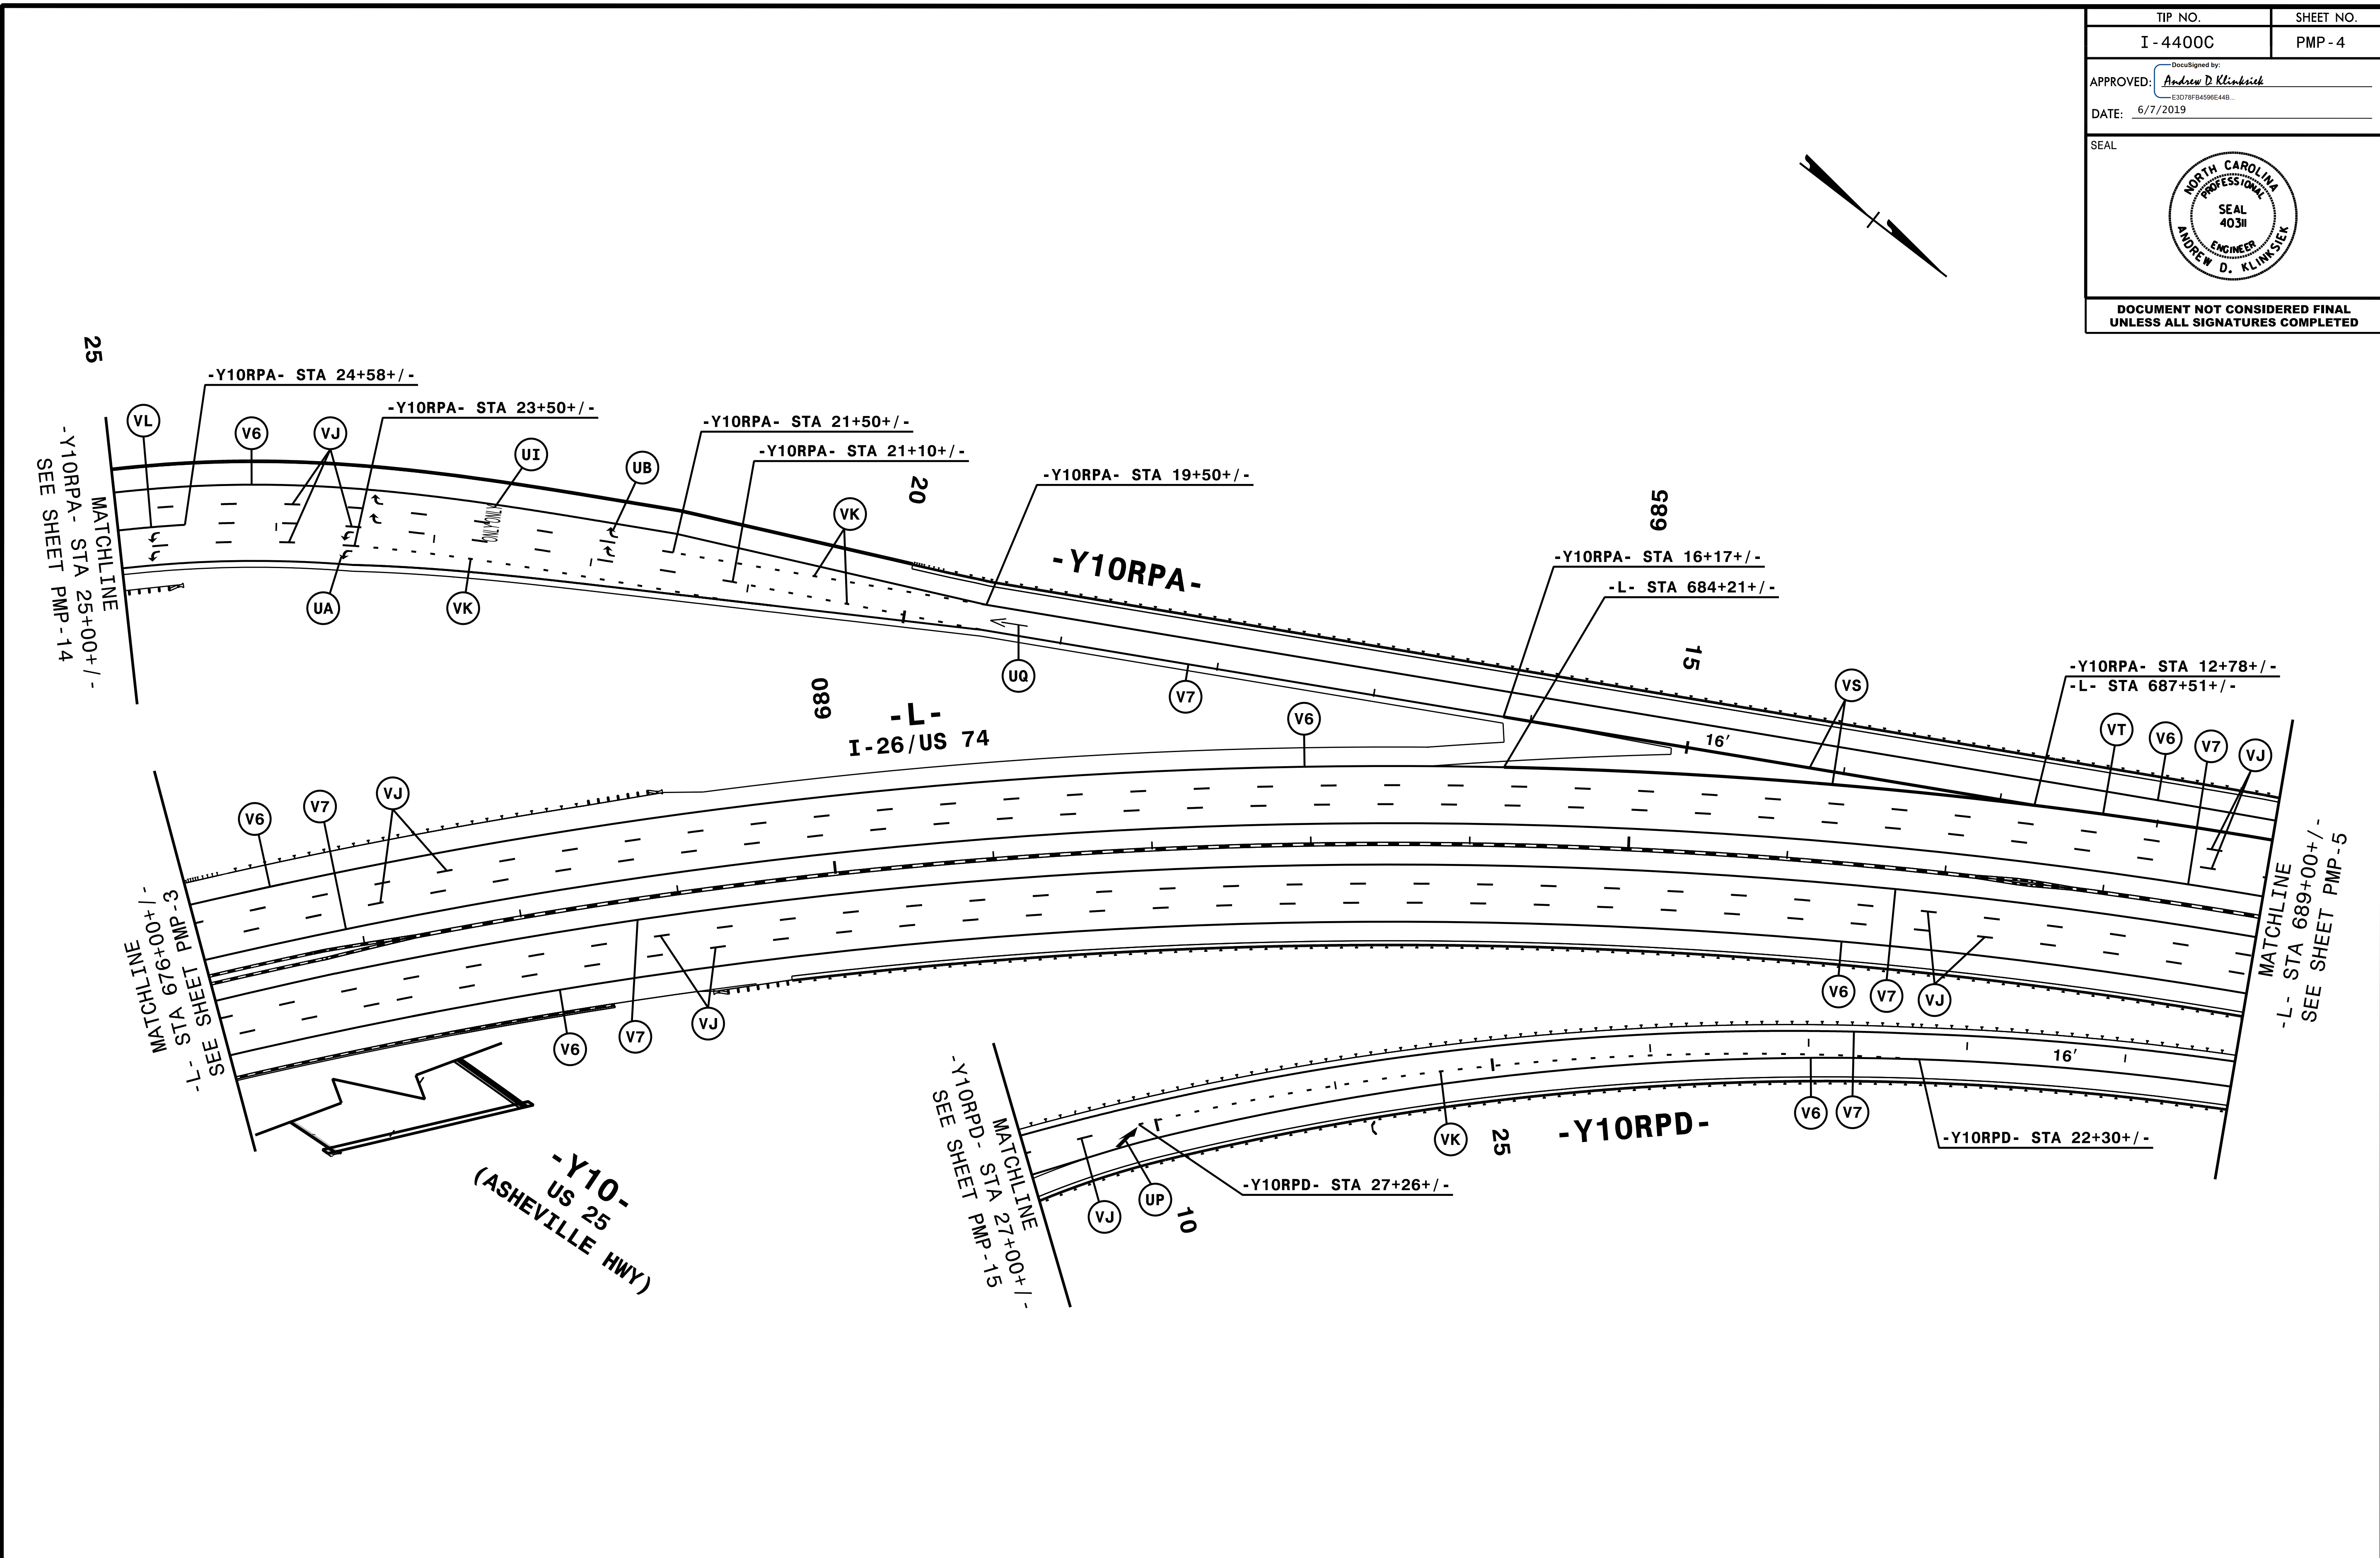 TIP NO.
SHEET NO.
I-4400C
PMP-4
DocuSigned by:
APPROVED: Andrew D Klinksiek
E3D78FB4596E44B...
DATE: 6/7/2019
SEAL
NORTH CAROLINA
PROFESSIONAL
SEAL
40311
ENGINEER
ANDREW D. KLINKSIEK
DOCUMENT NOT CONSIDERED FINAL
UNLESS ALL SIGNATURES COMPLETED
25
-Y10RPA- STA 24+58+/-
-Y10RPA- STA 23+50+/-
-Y10RPA- STA 21+50+/-
-Y10RPA- STA 21+10+/-
-Y10RPA- STA 19+50+/-
VL
V6
VJ
UI
UB
VK
20
ONLY ONLY
MATCHLINE
-Y10RPA- STA 25+00+/-
SEE SHEET PMP-14
UA
VK
UQ
-Y10RPA-
V7
685
-Y10RPA- STA 16+17+/-
-L- STA 684+21+/-
15
-Y10RPA- STA 12+78+/-
-L- STA 687+51+/-
VS
16'
VT
V6
V7
VJ
680
-L-
I-26/US 74
V6
V6
V7
VJ
MATCHLINE
-L- STA 676+00+/-
SEE SHEET PMP-3
MATCHLINE
-L- STA 689+00+/-
SEE SHEET PMP-5
V6
V7
VJ
V6
V7
VJ
-Y10-
US 25
(ASHEVILLE HWY)
MATCHLINE
-Y10RPD- STA 27+00+/-
SEE SHEET PMP-15
VJ
UP
10
-Y10RPD- STA 27+26+/-
VK
25
-Y10RPD-
V6
V7
16'
-Y10RPD- STA 22+30+/-